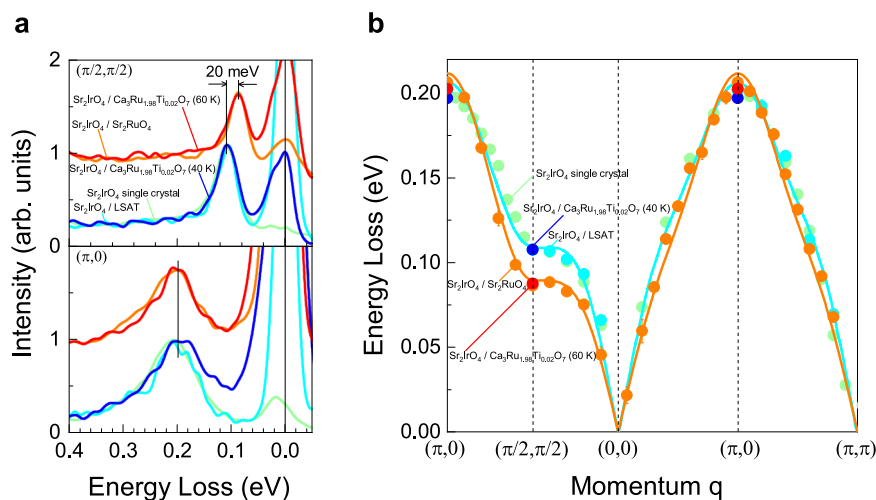 a
b
2
1
0
(π/2,π/2)
20 meV
Sr2IrO4 / Ca3Ru1.98Ti0.02O7 (60 K)
Sr2IrO4 / Sr2RuO4
Sr2IrO4 / Ca3Ru1.98Ti0.02O7 (40 K)
Sr2IrO4 single crystal
Sr2IrO4 / LSAT
(π,0)
1
0
0.4 0.3 0.2 0.1 0.0
Intensity (arb. units)
Energy Loss (eV)
0.20
0.15
0.10
0.05
0.00
Energy Loss (eV)
Sr2IrO4 single crystal
Sr2IrO4 / Ca3Ru1.98Ti0.02O7 (40 K)
Sr2IrO4 / LSAT
Sr2IrO4 / Sr2RuO4
Sr2IrO4 / Ca3Ru1.98Ti0.02O7 (60 K)
(π,0) (π/2,π/2) (0,0) (π,0) (π,π)
Momentum q